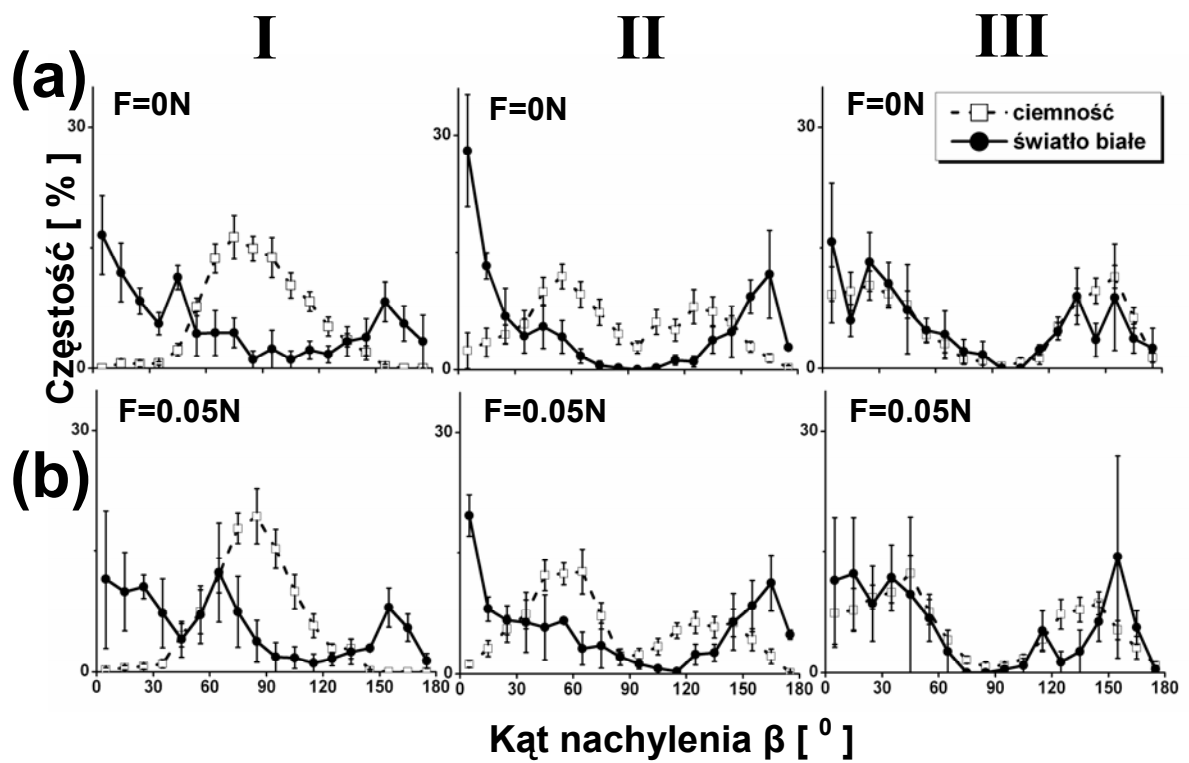 I II III
(a)
F=0N F=0N F=0N
ciemność
światło białe
30 30 30
0 0 0
Częstość [ % ]
F=0.05N F=0.05N F=0.05N
30 30 30
(b)
0 0 0
0 30 60 90 120 150 180 0 30 60 90 120 150 180 0 30 60 90 120 150 180
Kąt nachylenia β [ ⁰ ]